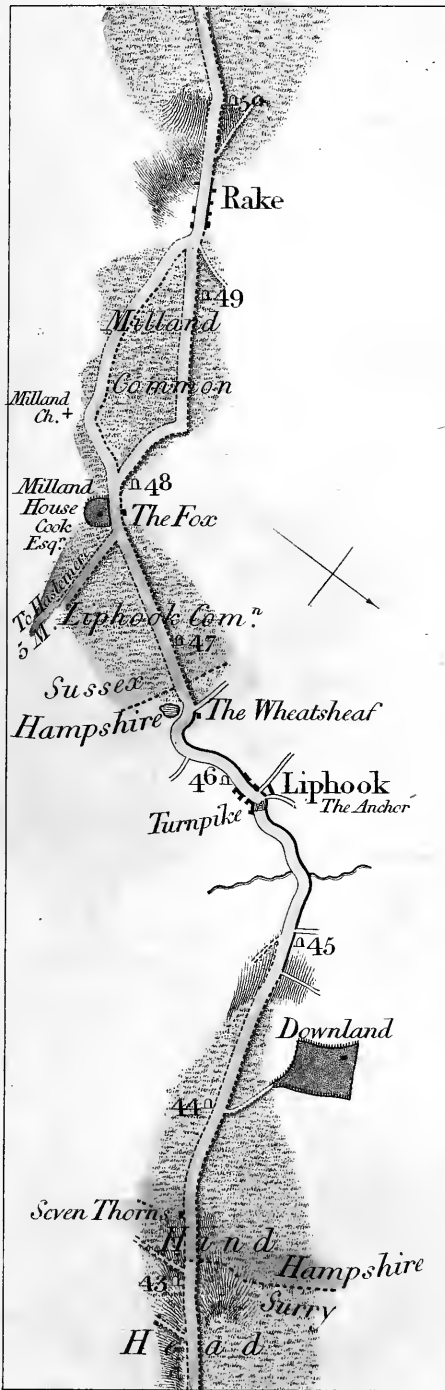 50
Rake
49
Milland
Common
Milland
Ch. +
48
Milland
House
Cook
Esqr.
The Fox
To Haslemere
5 M.
Liphook Comn.
47
Sussex
Hampshire
The Wheatsheaf
46
Liphook
The Anchor
Turnpike
45
Downland
44
Seven Thorns
Hind
Hampshire
43
Surry
Head